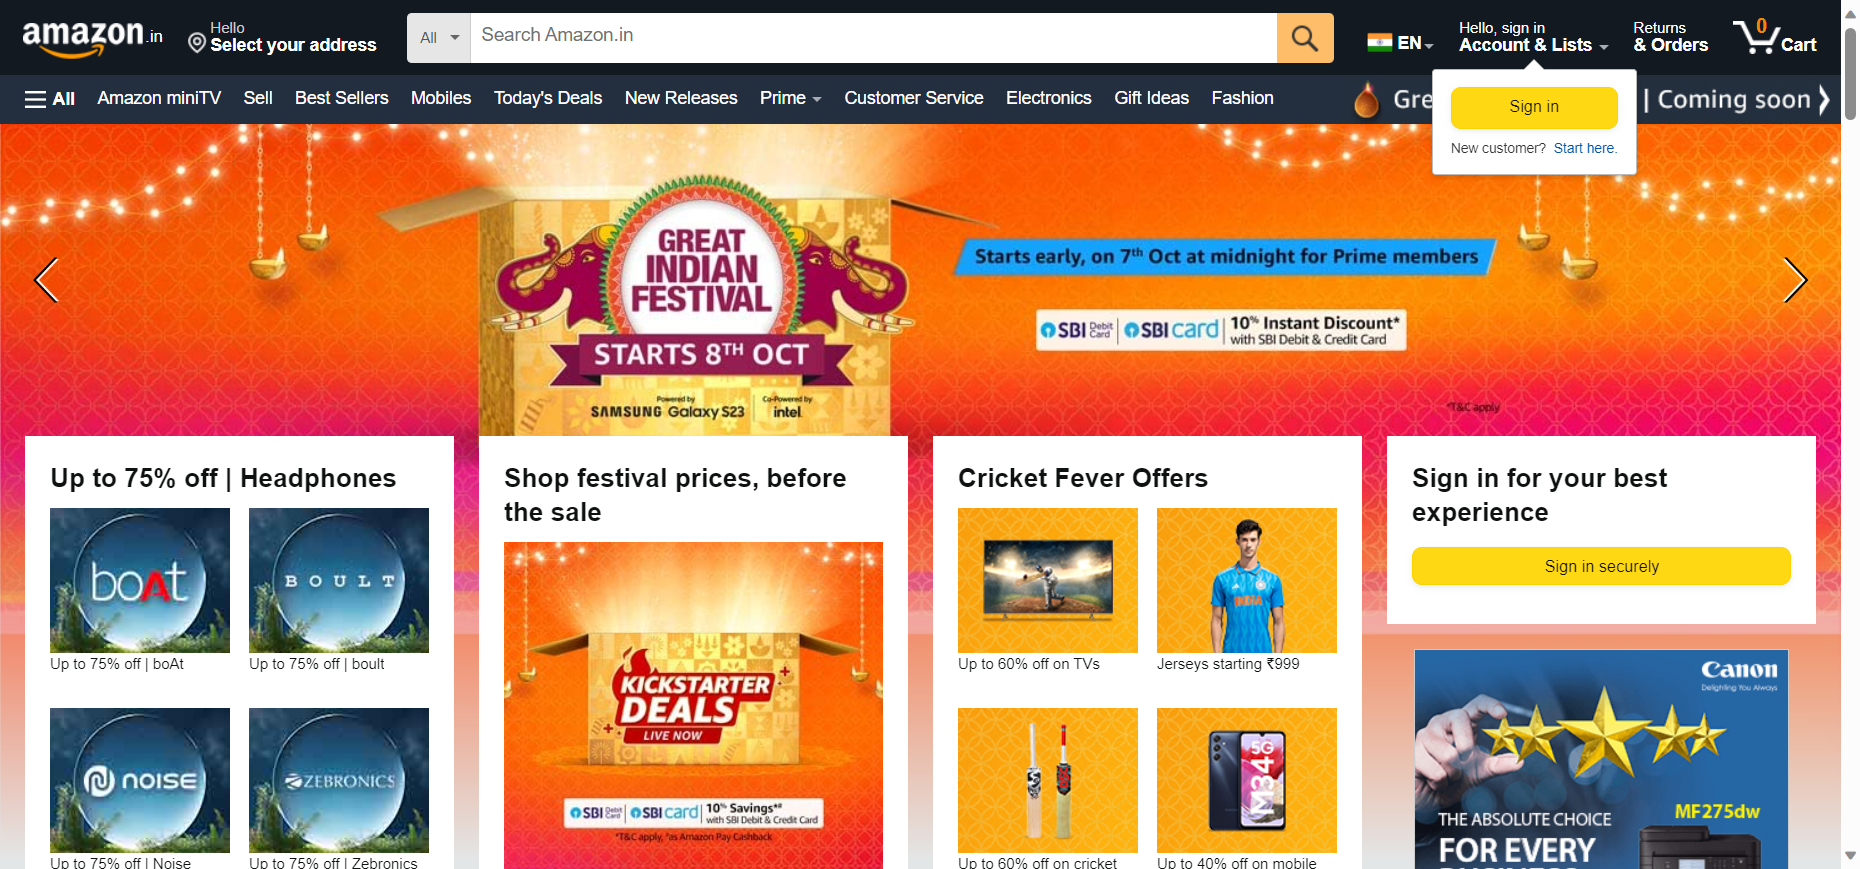 amazon.in
Hello
Select your address
All
Search Amazon.in
EN
Hello, sign in
Account & Lists
Returns
& Orders
0
Cart
All
Amazon miniTV
Sell
Best Sellers
Mobiles
Today's Deals
New Releases
Prime
Customer Service
Electronics
Gift Ideas
Fashion
| Coming soon
Sign in
New customer? Start here.
GREAT
INDIAN
FESTIVAL
STARTS 8TH OCT
Powered by
SAMSUNG Galaxy S23
Co-Powered by
intel
Starts early, on 7th Oct at midnight for Prime members
SBI Debit Card
SBI card
10% Instant Discount*
with SBI Debit & Credit Card
*T&C apply
Up to 75% off | Headphones
boAt
BOULT
Up to 75% off | boAt
Up to 75% off | boult
noise
ZEBRONICS
Up to 75% off | Noise
Up to 75% off | Zebronics
Shop festival prices, before
the sale
KICKSTARTER
DEALS
LIVE NOW
SBI Debit Card
SBI card
10% Savings*#
with SBI Debit & Credit Card
*T&C apply, #as Amazon Pay Cashback
Cricket Fever Offers
INDIA
Up to 60% off on TVs
Jerseys starting ₹999
SS
M34 5G
Up to 60% off on cricket
Up to 40% off on mobile
Sign in for your best
experience
Sign in securely
Canon
Delighting You Always
MF275dw
THE ABSOLUTE CHOICE
FOR EVERY